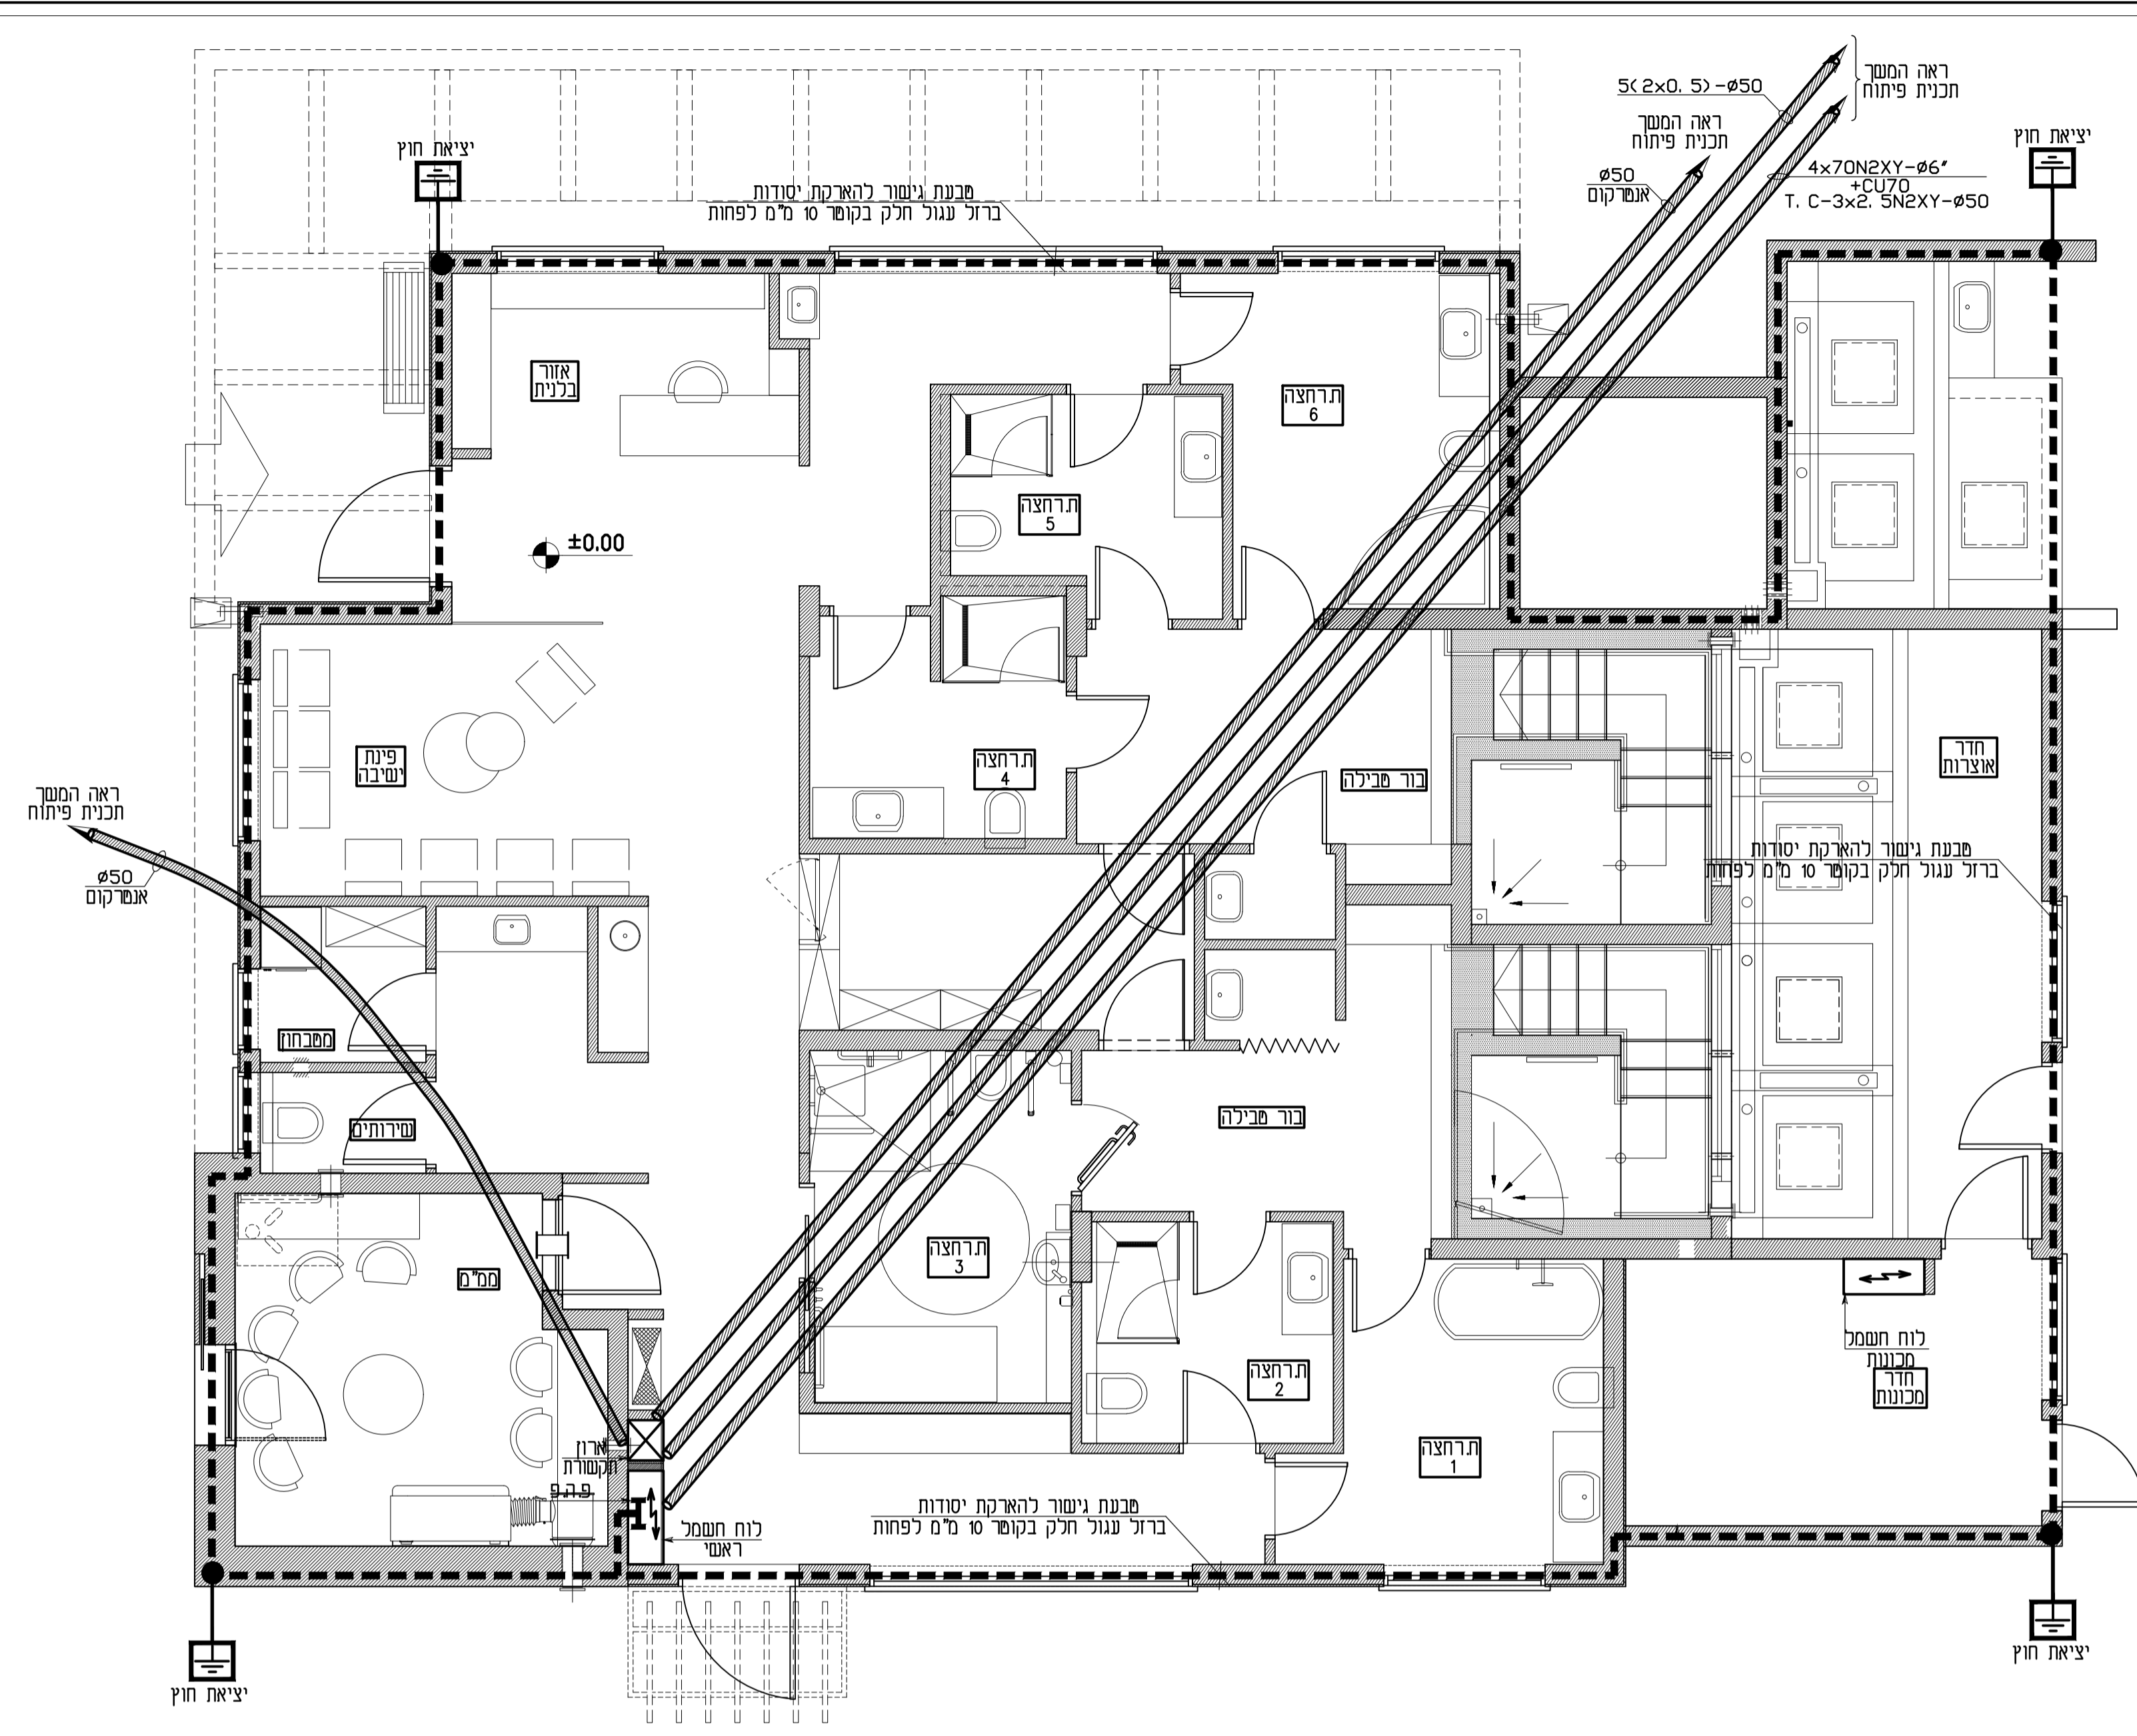 ראה המשך
תכנית פיתוח
5(2x0.5)-ø50
ראה המשך
תכנית פיתוח
יציאת חוץ
יציאת חוץ
4x70N2XY-ø6"
+CU70
T.C-3x2.5N2XY-ø50
ø50
אנטרקום
טבעת גישור להארקת יסודות
ברזל עגול חלק בקוטר 10 מ"מ לפחות
אזור
בלנית
ח.רחצה
6
ח.רחצה
5
±0.00
פינת
ישיבה
ח.רחצה
4
בור טבילה
חדר
אוצרות
ראה המשך
תכנית פיתוח
ø50
אנטרקום
טבעת גישור להארקת יסודות
ברזל עגול חלק בקוטר 10 מ"מ לפחות
מטבחון
שירותים
בור טבילה
ממ"מ
ח.רחצה
3
ח.רחצה
2
לוח חשמל
מכונות
חדר
מכונות
ארון
תקשורת
פ.ה.פ
ח.רחצה
1
לוח חשמל
ראשי
טבעת גישור להארקת יסודות
ברזל עגול חלק בקוטר 10 מ"מ לפחות
יציאת חוץ
יציאת חוץ